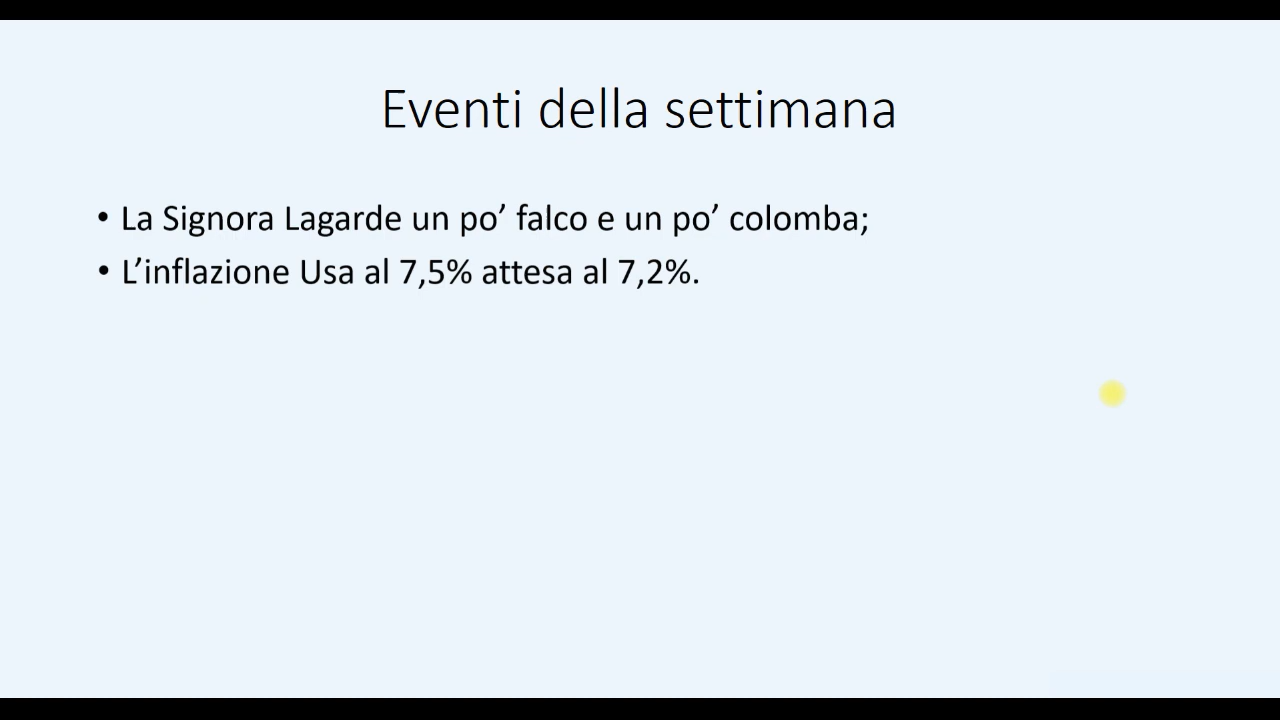 Eventi della settimana
• La Signora Lagarde un po’ falco e un po’ colomba;
• L’inflazione Usa al 7,5% attesa al 7,2%.